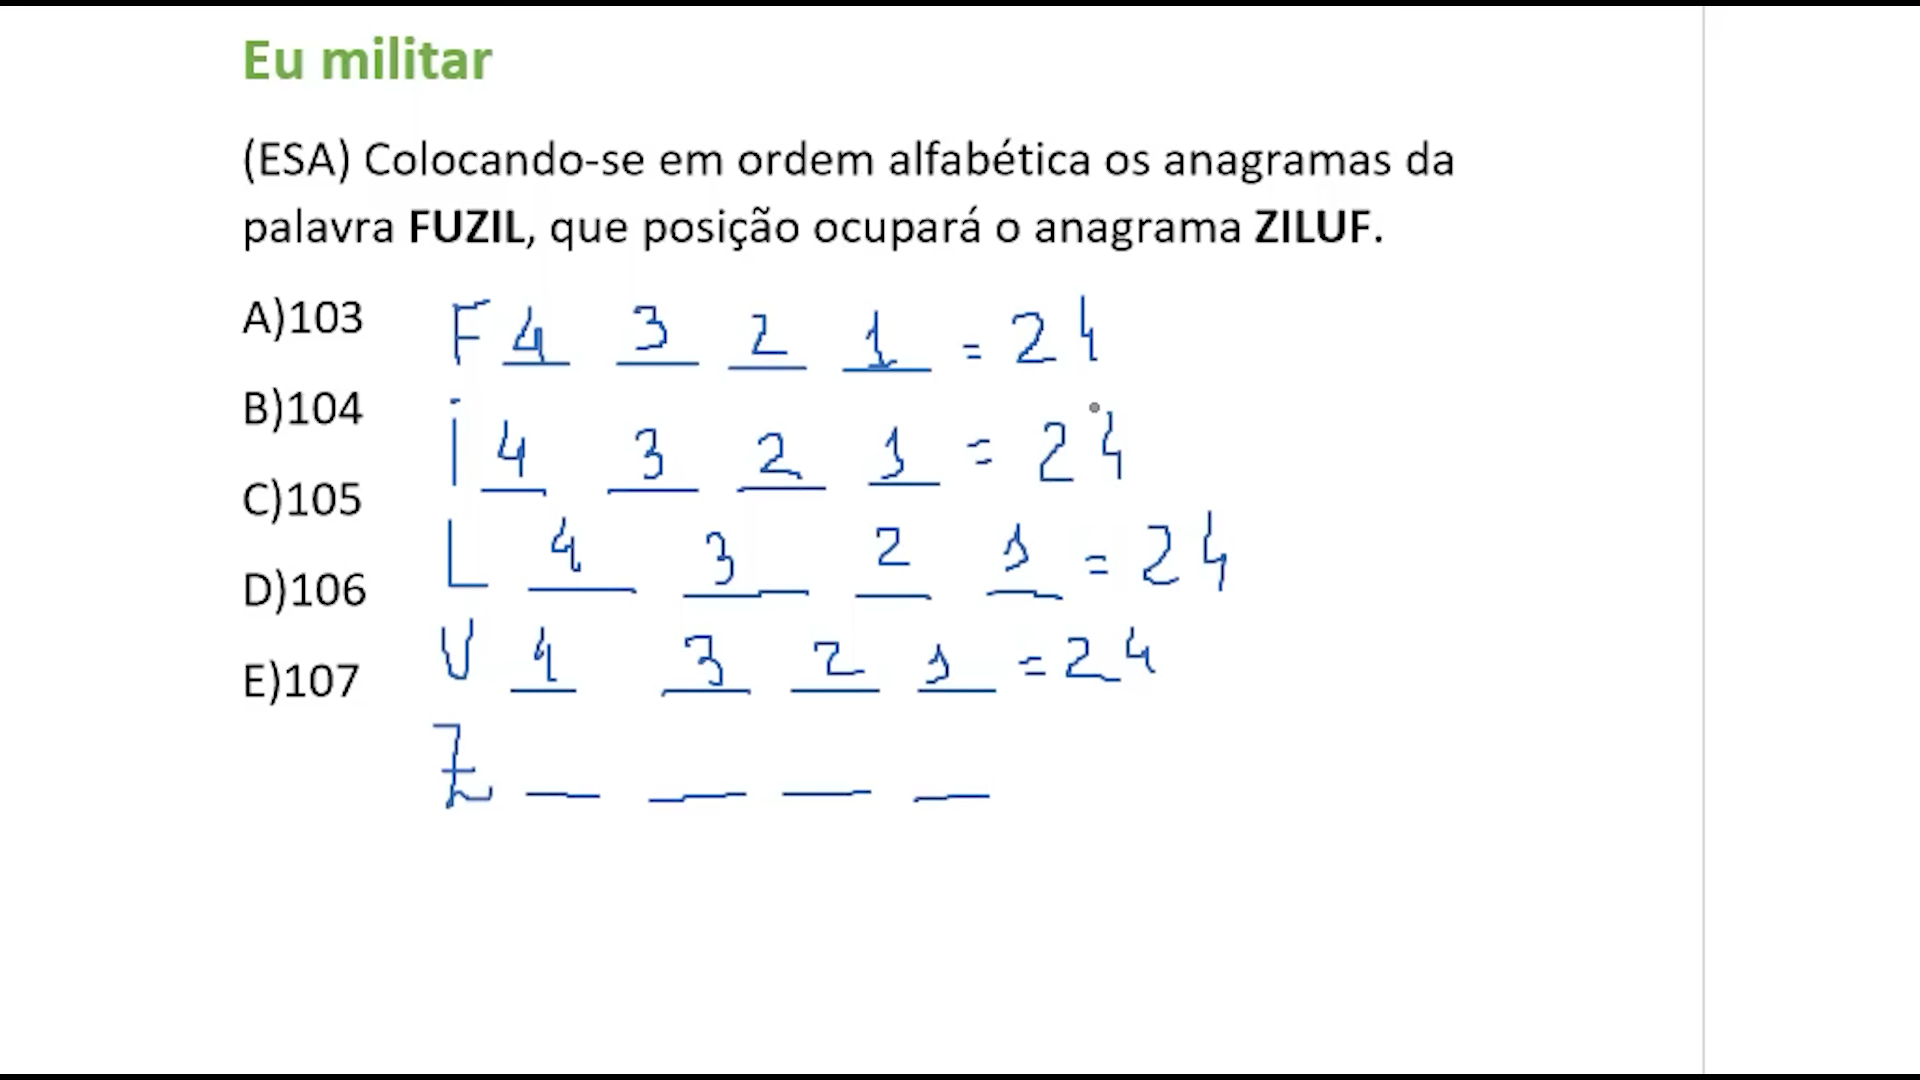 Eu militar
(ESA) Colocando-se em ordem alfabética os anagramas da
palavra FUZIL, que posição ocupará o anagrama ZILUF.
A)103
F 4 3 2 1 = 24
B)104
i 4 3 2 1 = 24
C)105
L 4 3 2 1 = 24
D)106
U 4 3 2 1 = 24
E)107
Z